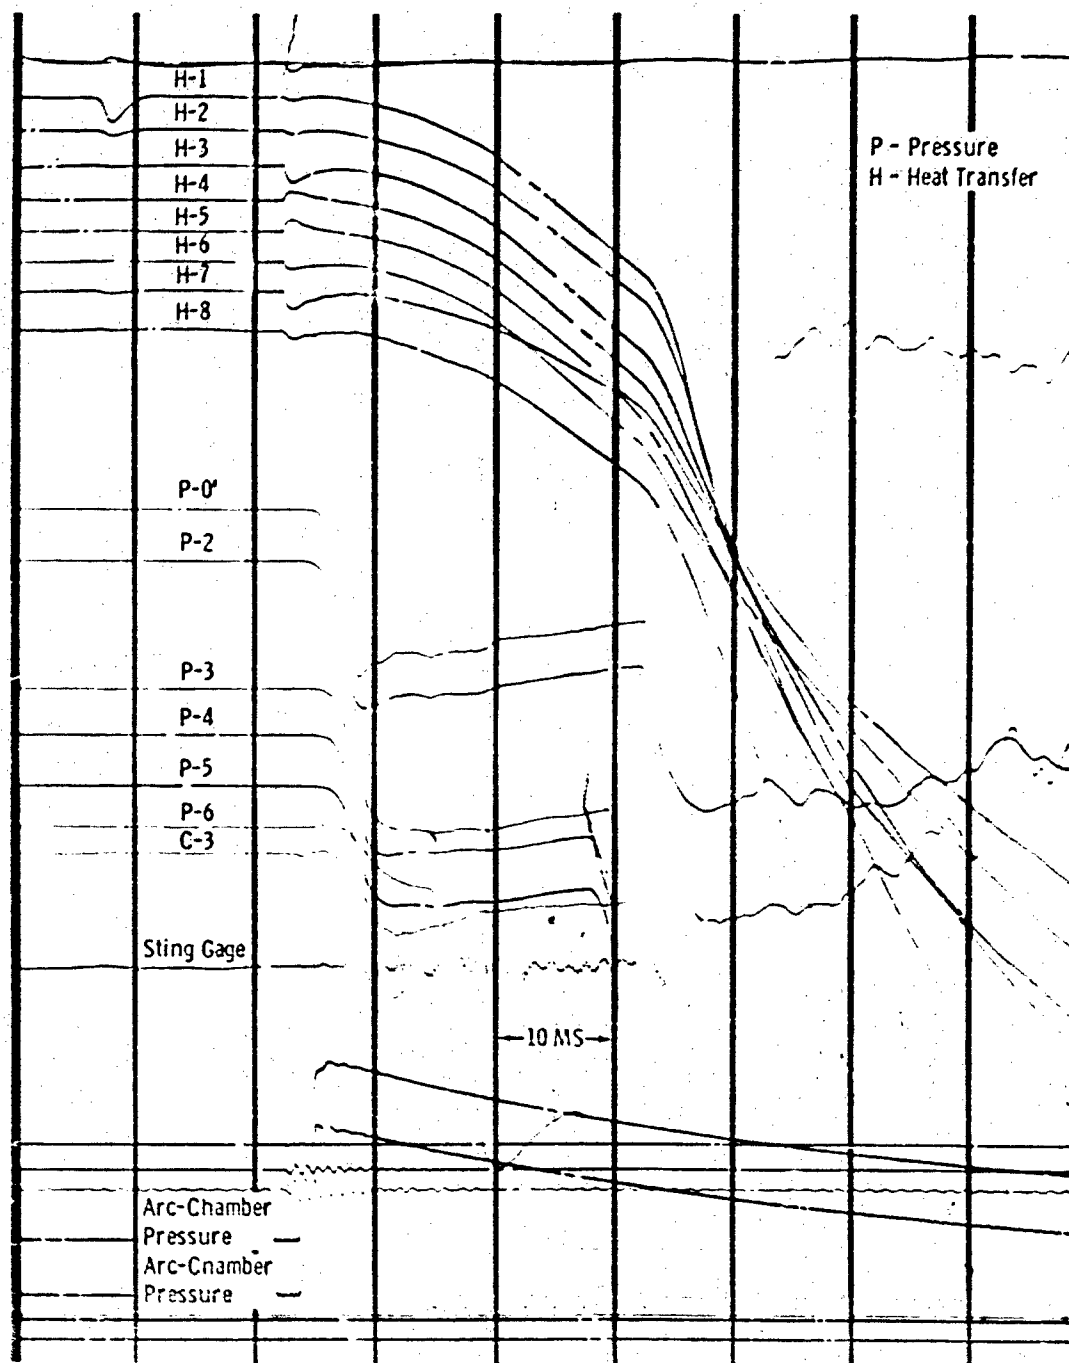 H-1
H-2
P - Pressure
H-3
H - Heat Transfer
H-4
H-5
H-6
H-7
H-8
P-0'
P-2
P-3
P-4
P-5
P-6
C-3
Sting Gage
10 MS
Arc-Chamber
Pressure
Arc-Cnamber
Pressure